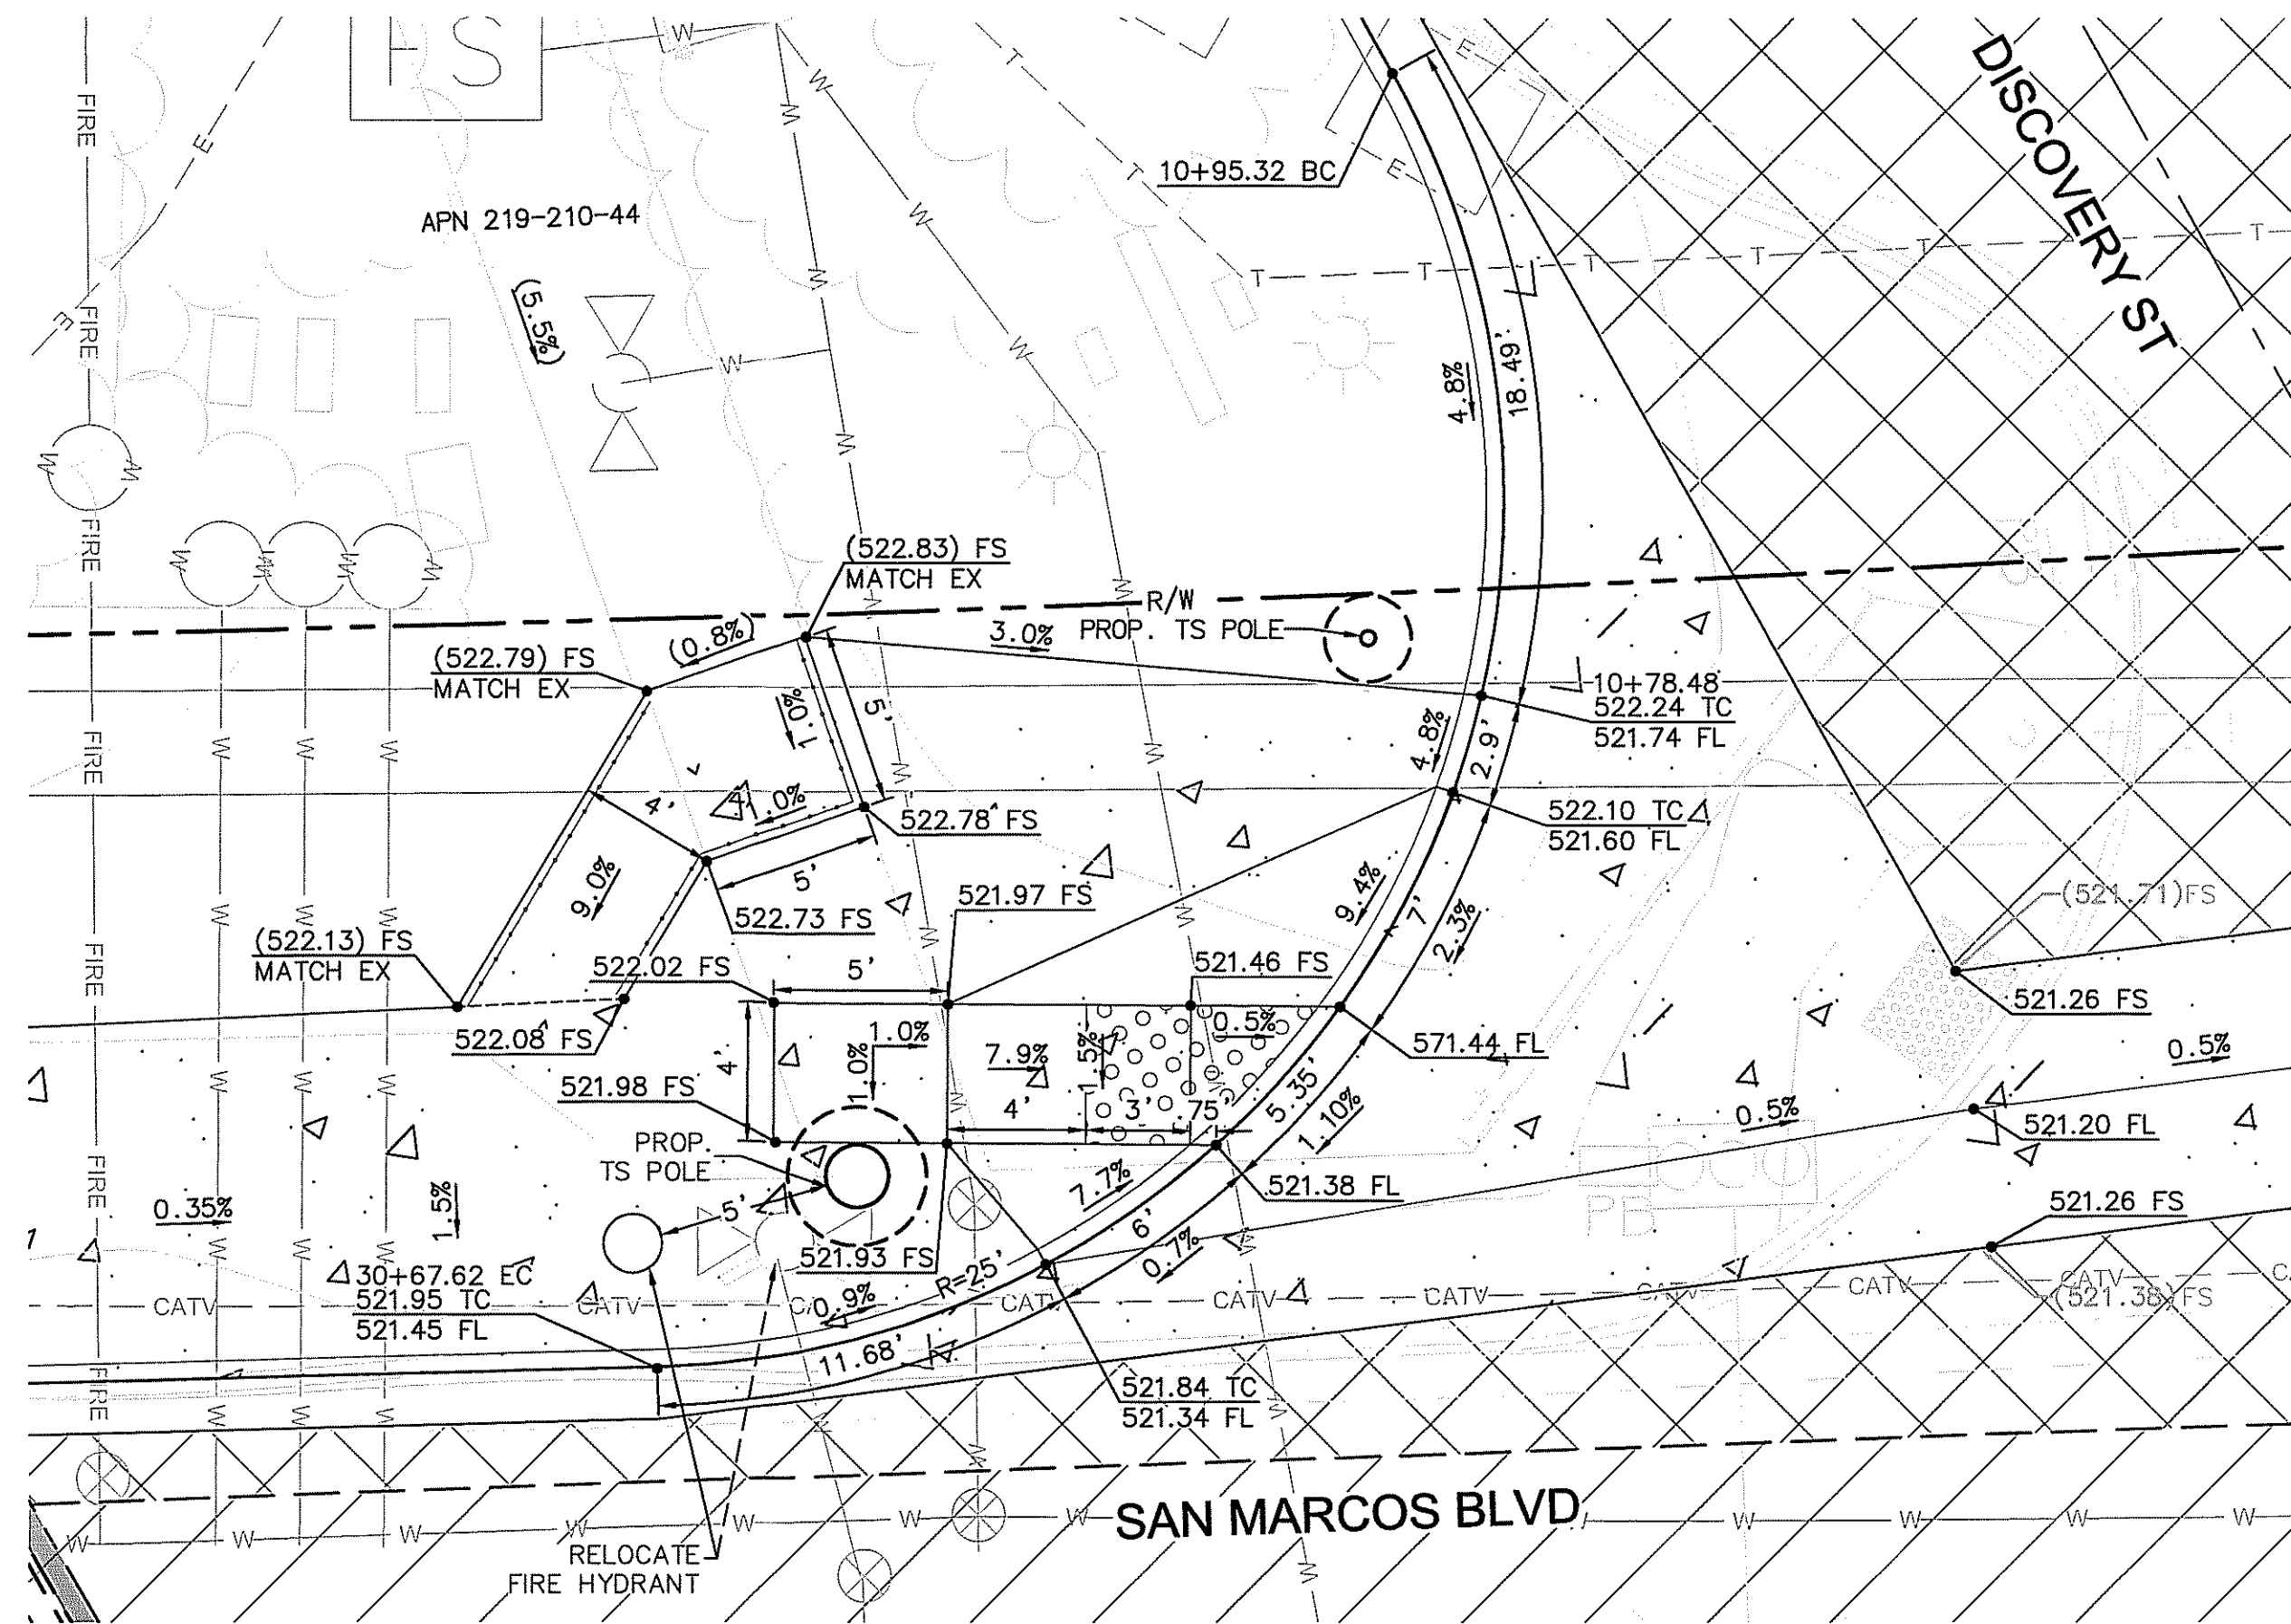 FS
W
DISCOVERY ST
FIRE
E
10+95.32 BC
APN 219-210-44
(5.5%)
T
4.8%
18.49'
(522.83) FS
MATCH EX
R/W
PROP. TS POLE
(0.8%)
3.0%
(522.79) FS
MATCH EX
10+78.48
522.24 TC
521.74 FL
1.0%
5'
4.8%
2.9'
4'
1.0%
522.78 FS
522.10 TC
521.60 FL
5'
9.0%
522.73 FS
521.97 FS
9.4%
7'
2.3%
(521.71)FS
(522.13) FS
MATCH EX
522.02 FS
5'
521.46 FS
521.26 FS
522.08 FS
4'
1.0%
1.0%
7.9%
1.5%
0.5%
571.44 FL
0.5%
521.98 FS
4'
3'
.75'
5.35'
1.10%
0.5%
521.20 FL
PROP.
TS POLE
7.7%
521.38 FL
PB
521.26 FS
0.35%
1.5%
5'
521.93 FS
6'
0.7%
30+67.62 EC
521.95 TC
521.45 FL
R=25'
0.9%
CATV
CATV
CATV
CATV
CATV
CATV
CATV
(521.38)FS
11.68'
521.84 TC
521.34 FL
SAN MARCOS BLVD
RELOCATE
FIRE HYDRANT